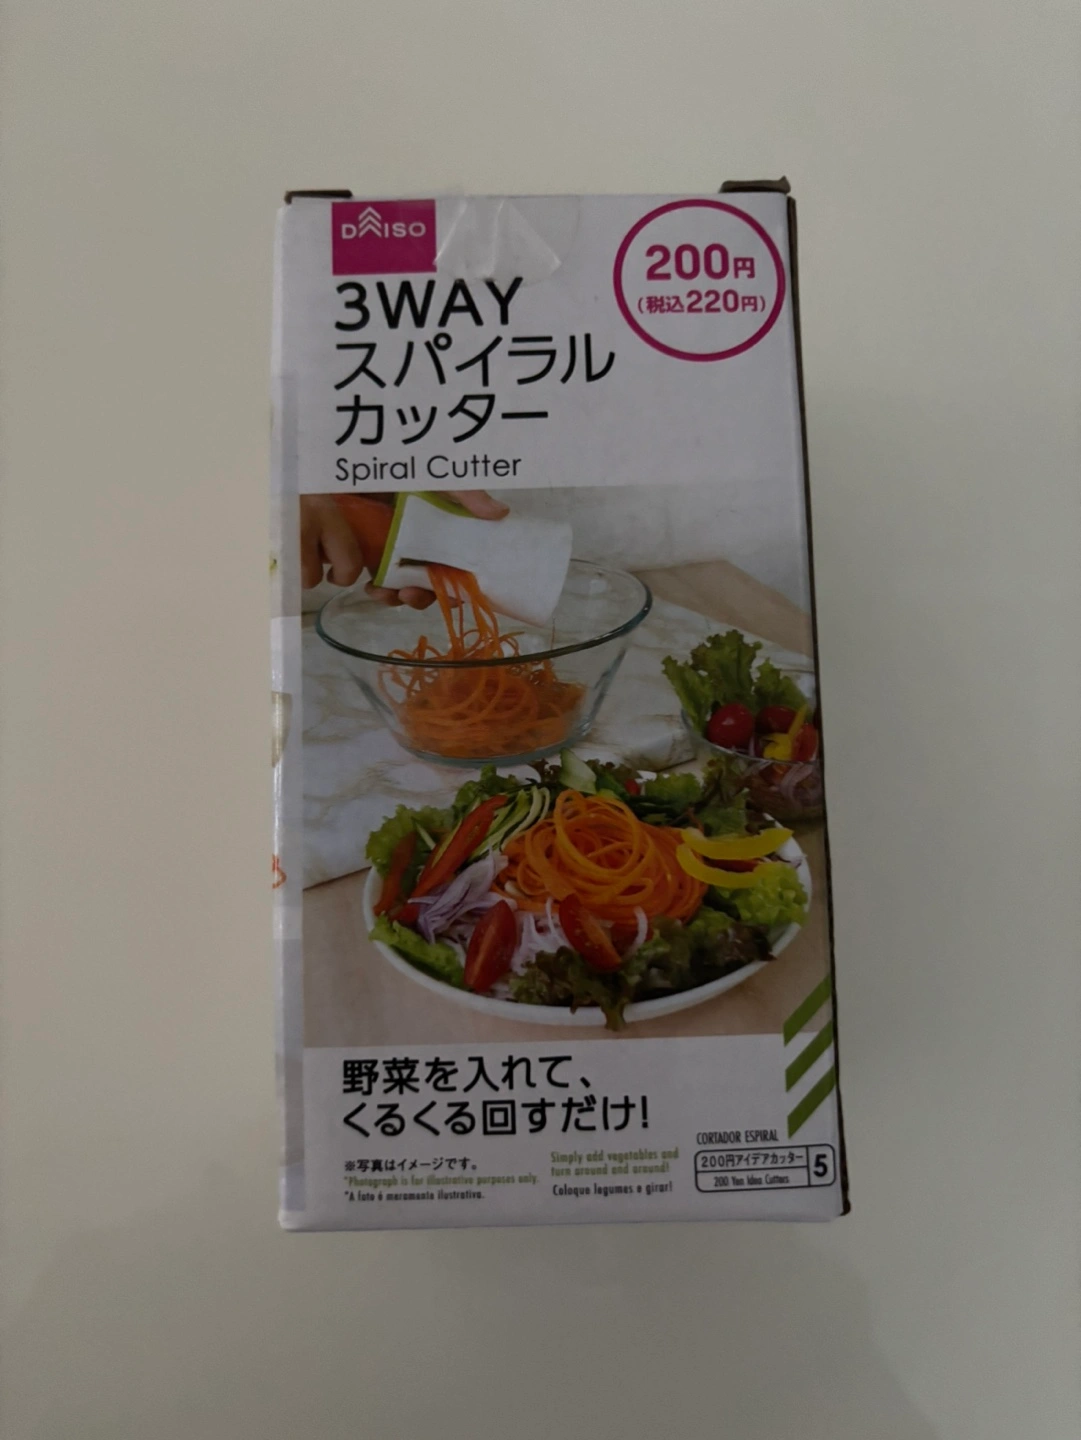 DAISO
200円
(税込220円)
3WAY
スパイラル
カッター
Spiral Cutter
野菜を入れて、
くるくる回すだけ!
※写真はイメージです。
*Photograph is for illustrative purposes only.
*A foto é meramente ilustrativa.
Simply add vegetables and
turn around and around!
Coloque legumes e girar!
CORTADOR ESPIRAL
200円アイデアカッター
200 Yen Idea Cutters
5